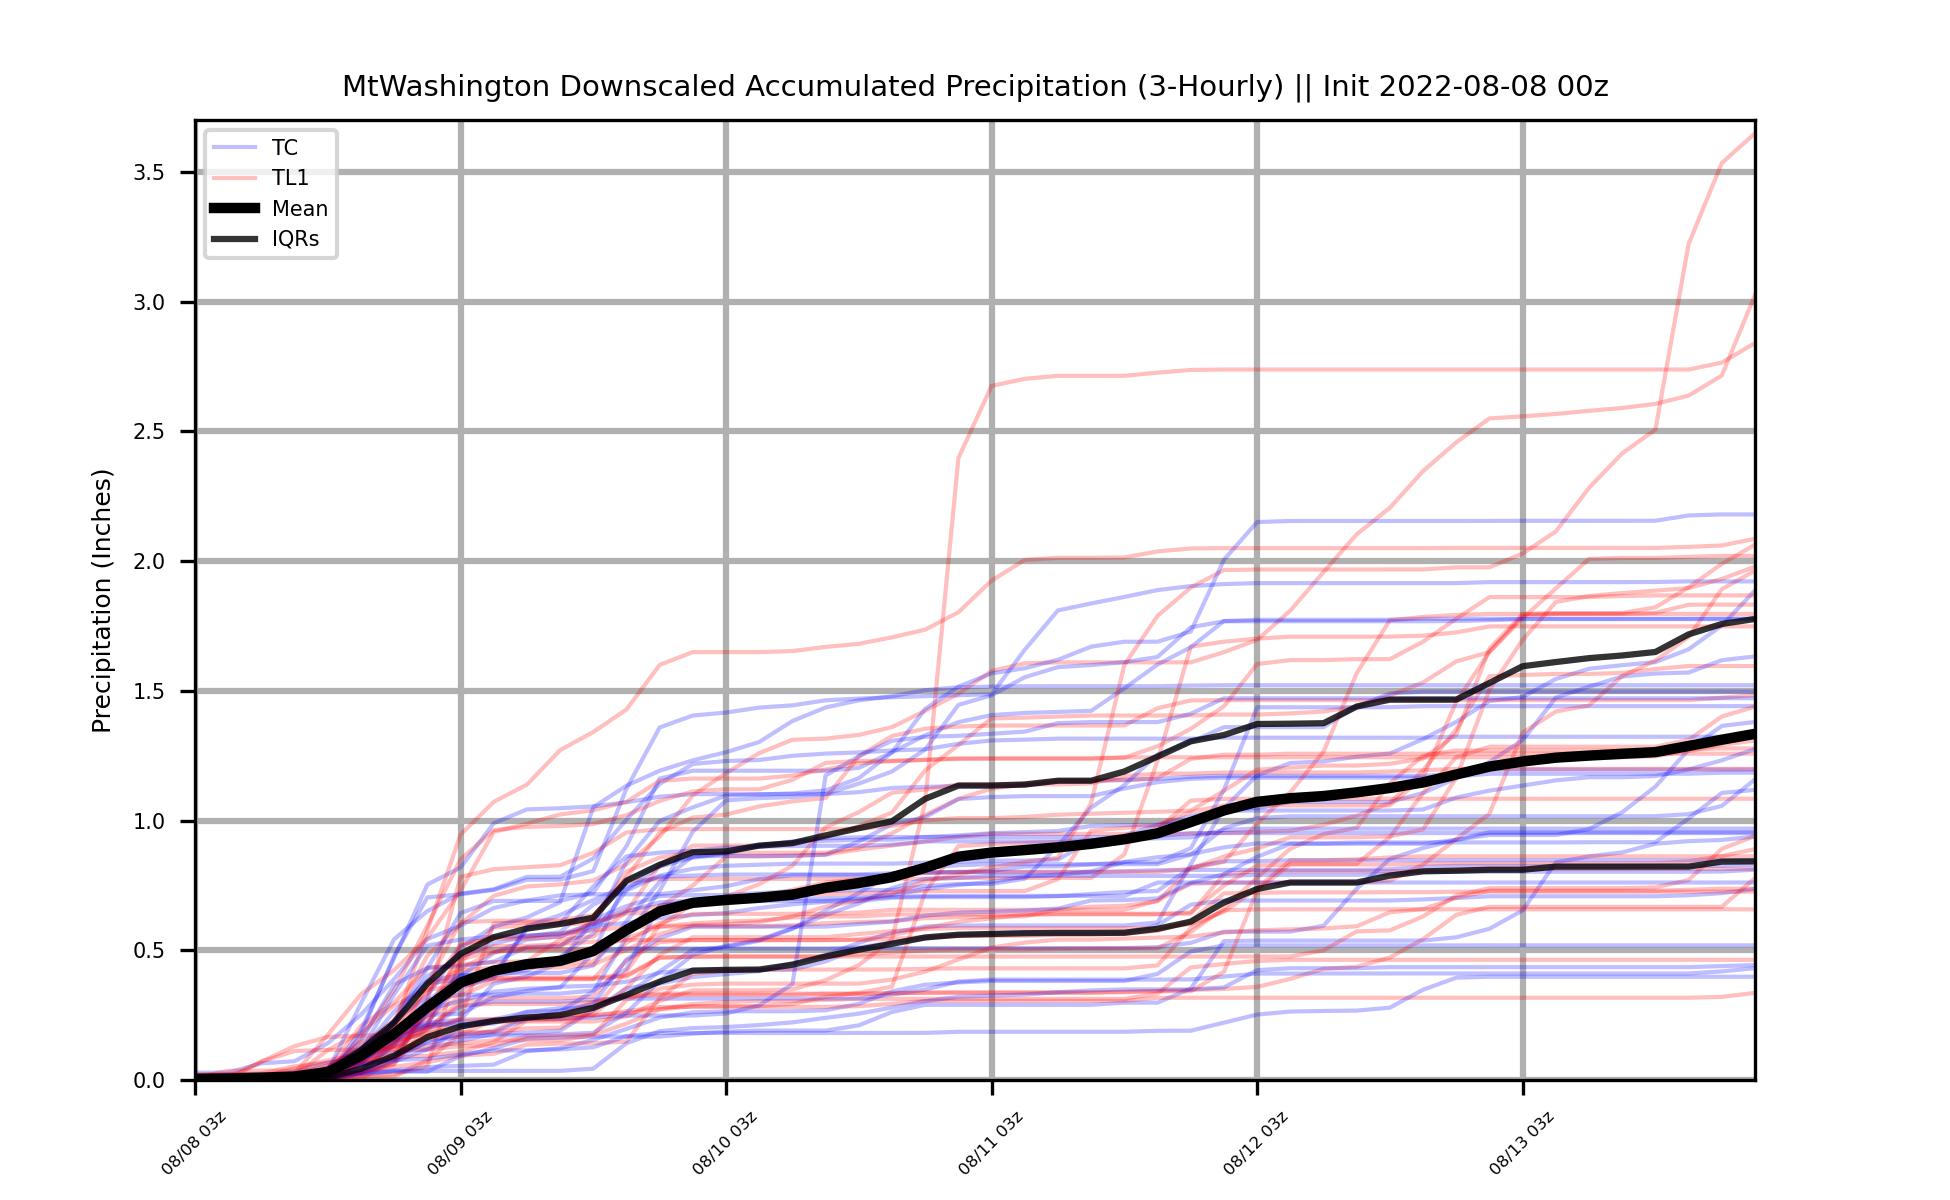 MtWashington Downscaled Accumulated Precipitation (3-Hourly) || Init 2022-08-08 00z
TC
TL1
Mean
IQRs
Precipitation (Inches)
3.5
3.0
2.5
2.0
1.5
1.0
0.5
0.0
08/08 03z
08/09 03z
08/10 03z
08/11 03z
08/12 03z
08/13 03z